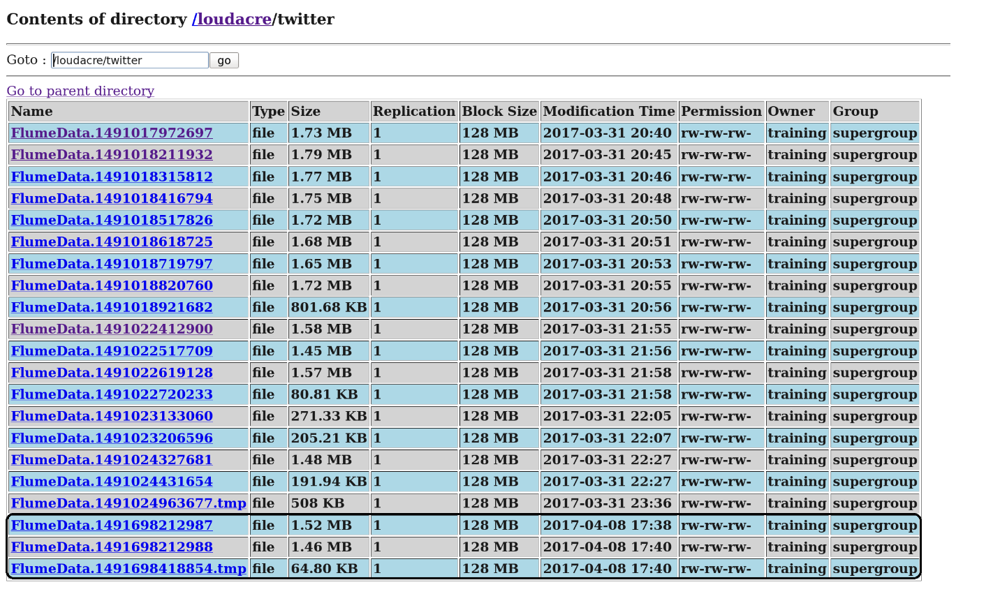 Contents of directory /loudacre/twitter
Goto : /loudacre/twitter go
Go to parent directory
Name Type Size Replication Block Size Modification Time Permission Owner Group
FlumeData.1491017972697 file 1.73 MB 1 128 MB 2017-03-31 20:40 rw-rw-rw- training supergroup
FlumeData.1491018211932 file 1.79 MB 1 128 MB 2017-03-31 20:45 rw-rw-rw- training supergroup
FlumeData.1491018315812 file 1.77 MB 1 128 MB 2017-03-31 20:46 rw-rw-rw- training supergroup
FlumeData.1491018416794 file 1.75 MB 1 128 MB 2017-03-31 20:48 rw-rw-rw- training supergroup
FlumeData.1491018517826 file 1.72 MB 1 128 MB 2017-03-31 20:50 rw-rw-rw- training supergroup
FlumeData.1491018618725 file 1.68 MB 1 128 MB 2017-03-31 20:51 rw-rw-rw- training supergroup
FlumeData.1491018719797 file 1.65 MB 1 128 MB 2017-03-31 20:53 rw-rw-rw- training supergroup
FlumeData.1491018820760 file 1.72 MB 1 128 MB 2017-03-31 20:55 rw-rw-rw- training supergroup
FlumeData.1491018921682 file 801.68 KB 1 128 MB 2017-03-31 20:56 rw-rw-rw- training supergroup
FlumeData.1491022412900 file 1.58 MB 1 128 MB 2017-03-31 21:55 rw-rw-rw- training supergroup
FlumeData.1491022517709 file 1.45 MB 1 128 MB 2017-03-31 21:56 rw-rw-rw- training supergroup
FlumeData.1491022619128 file 1.57 MB 1 128 MB 2017-03-31 21:58 rw-rw-rw- training supergroup
FlumeData.1491022720233 file 80.81 KB 1 128 MB 2017-03-31 21:58 rw-rw-rw- training supergroup
FlumeData.1491023133060 file 271.33 KB 1 128 MB 2017-03-31 22:05 rw-rw-rw- training supergroup
FlumeData.1491023206596 file 205.21 KB 1 128 MB 2017-03-31 22:07 rw-rw-rw- training supergroup
FlumeData.1491024327681 file 1.48 MB 1 128 MB 2017-03-31 22:27 rw-rw-rw- training supergroup
FlumeData.1491024431654 file 191.94 KB 1 128 MB 2017-03-31 22:27 rw-rw-rw- training supergroup
FlumeData.1491024963677.tmp file 508 KB 1 128 MB 2017-03-31 23:36 rw-rw-rw- training supergroup
FlumeData.1491698212987 file 1.52 MB 1 128 MB 2017-04-08 17:38 rw-rw-rw- training supergroup
FlumeData.1491698212988 file 1.46 MB 1 128 MB 2017-04-08 17:40 rw-rw-rw- training supergroup
FlumeData.1491698418854.tmp file 64.80 KB 1 128 MB 2017-04-08 17:40 rw-rw-rw- training supergroup